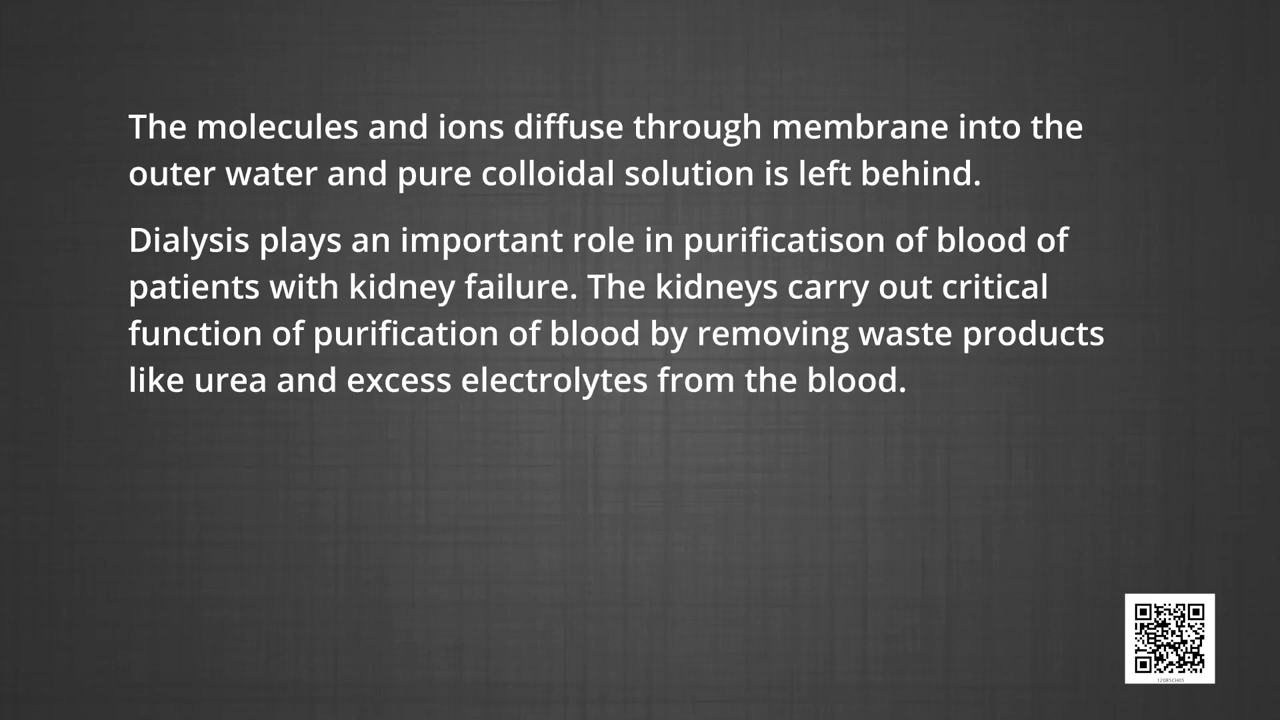 The molecules and ions diffuse through membrane into the
outer water and pure colloidal solution is left behind.
Dialysis plays an important role in purificatison of blood of
patients with kidney failure. The kidneys carry out critical
function of purification of blood by removing waste products
like urea and excess electrolytes from the blood.